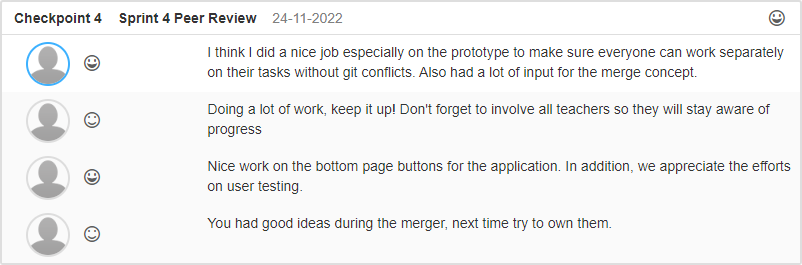 Checkpoint 4 Sprint 4 Peer Review 24-11-2022
I think I did a nice job especially on the prototype to make sure everyone can work separately
on their tasks without git conflicts. Also had a lot of input for the merge concept.
Doing a lot of work, keep it up! Don't forget to involve all teachers so they will stay aware of
progress
Nice work on the bottom page buttons for the application. In addition, we appreciate the efforts
on user testing.
You had good ideas during the merger, next time try to own them.